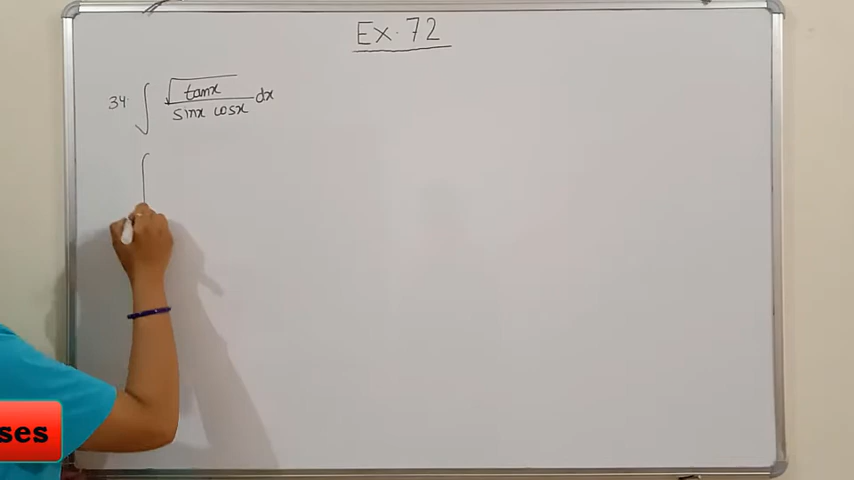 Ex. 72
34. ∫ √tanx / sinx cosx dx
∫
ses